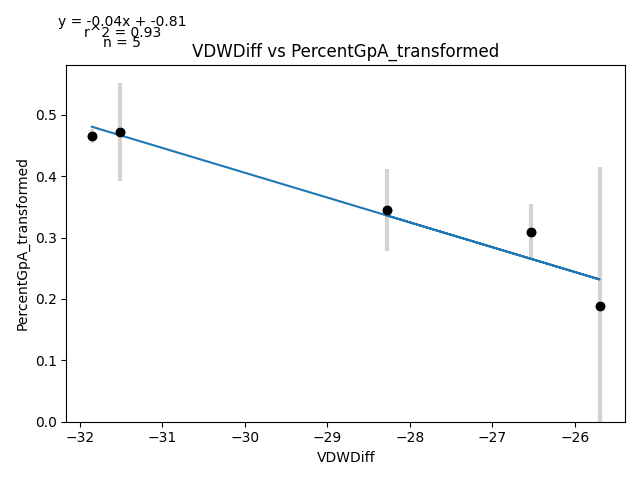 y = -0.04x + -0.81
r^2 = 0.93
n = 5
VDWDiff vs PercentGpA_transformed
PercentGpA_transformed
0.5
0.4
0.3
0.2
0.1
0.0
−32
−31
−30
−29
−28
−27
−26
VDWDiff